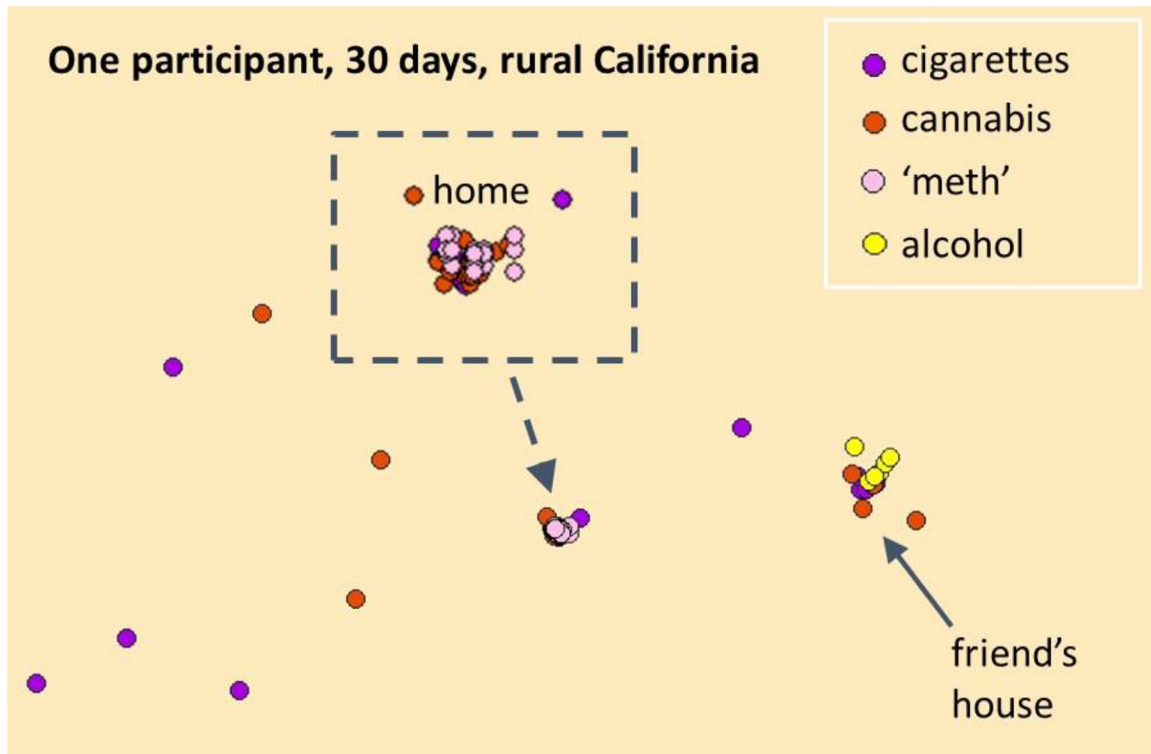 One participant, 30 days, rural California
cigarettes
cannabis
‘meth’
alcohol
home
friend’s
house